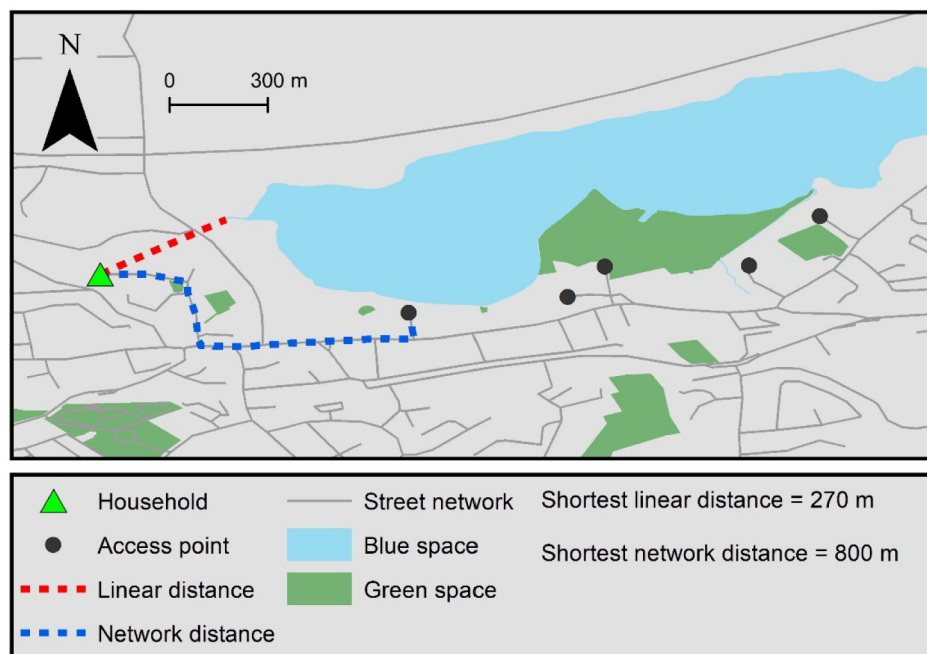 N
0 300 m
Household
Access point
Linear distance
Network distance
Street network
Blue space
Green space
Shortest linear distance = 270 m
Shortest network distance = 800 m